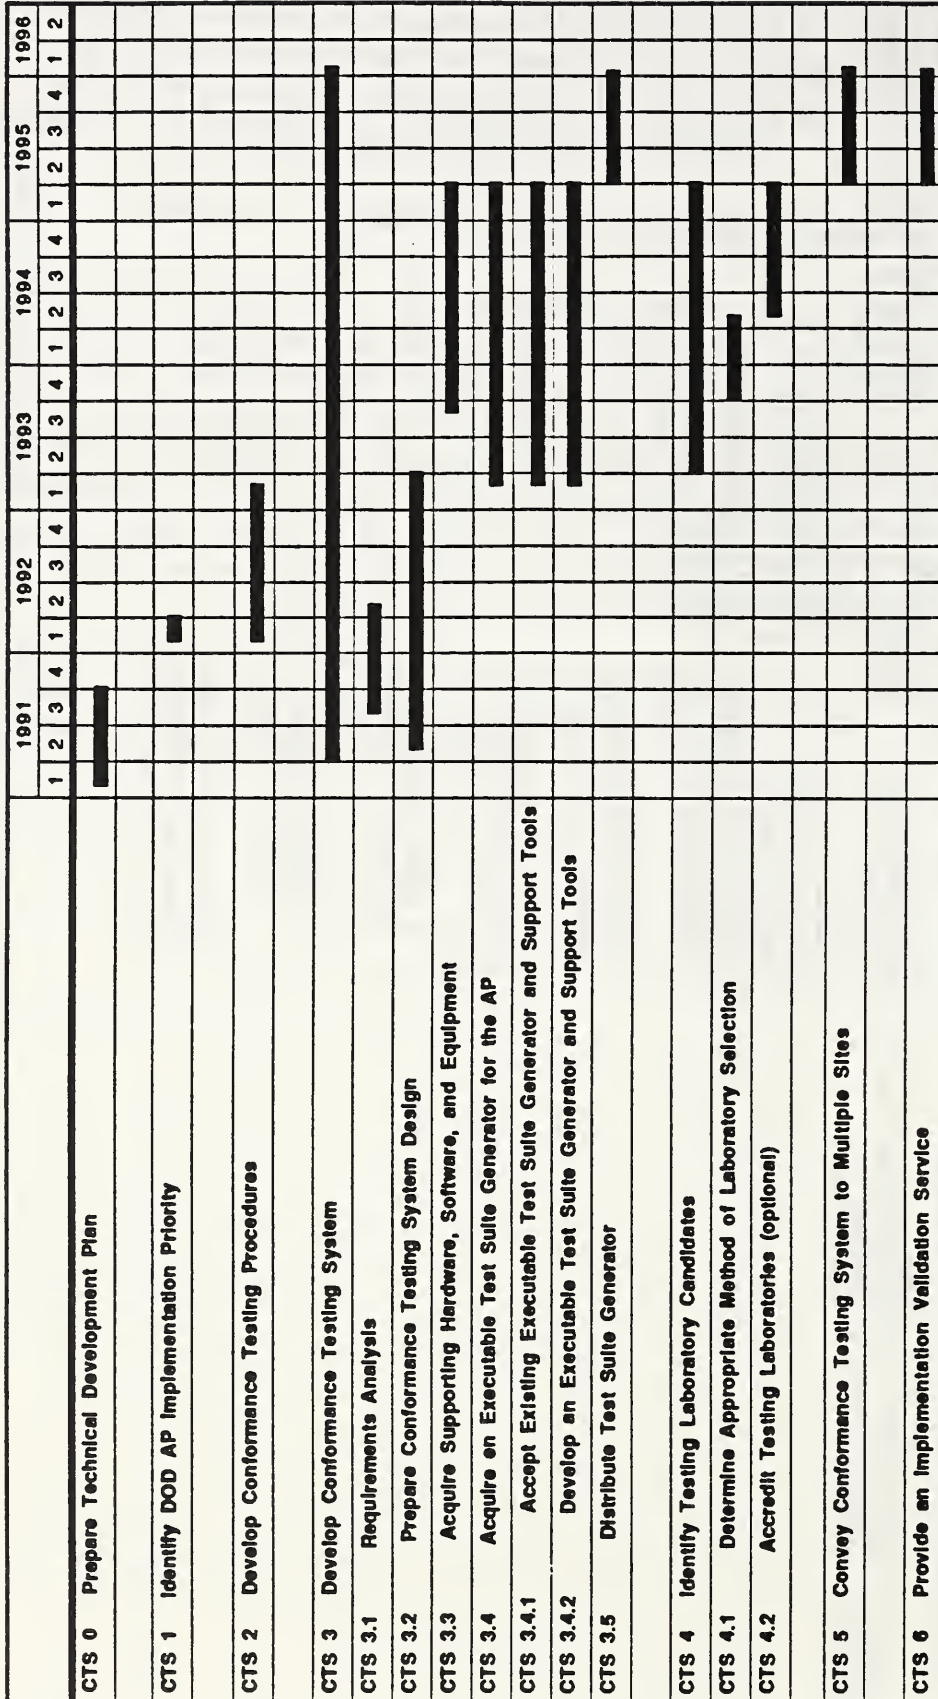 1991 1992 1993 1994 1995 1996
1 2 3 4 1 2 3 4 1 2 3 4 1 2 3 4 1 2 3 4 1 2
CTS 0 Prepare Technical Development Plan
CTS 1 Identify DOD AP Implementation Priority
CTS 2 Develop Conformance Testing Procedures
CTS 3 Develop Conformance Testing System
CTS 3.1 Requirements Analysis
CTS 3.2 Prepare Conformance Testing System Design
CTS 3.3 Acquire Supporting Hardware, Software, and Equipment
CTS 3.4 Acquire an Executable Test Suite Generator for the AP
CTS 3.4.1 Accept Existing Executable Test Suite Generator and Support Tools
CTS 3.4.2 Develop an Executable Test Suite Generator and Support Tools
CTS 3.5 Distribute Test Suite Generator
CTS 4 Identify Testing Laboratory Candidates
CTS 4.1 Determine Appropriate Method of Laboratory Selection
CTS 4.2 Accredit Testing Laboratories (optional)
CTS 5 Convey Conformance Testing System to Multiple Sites
CTS 6 Provide an Implementation Validation Service